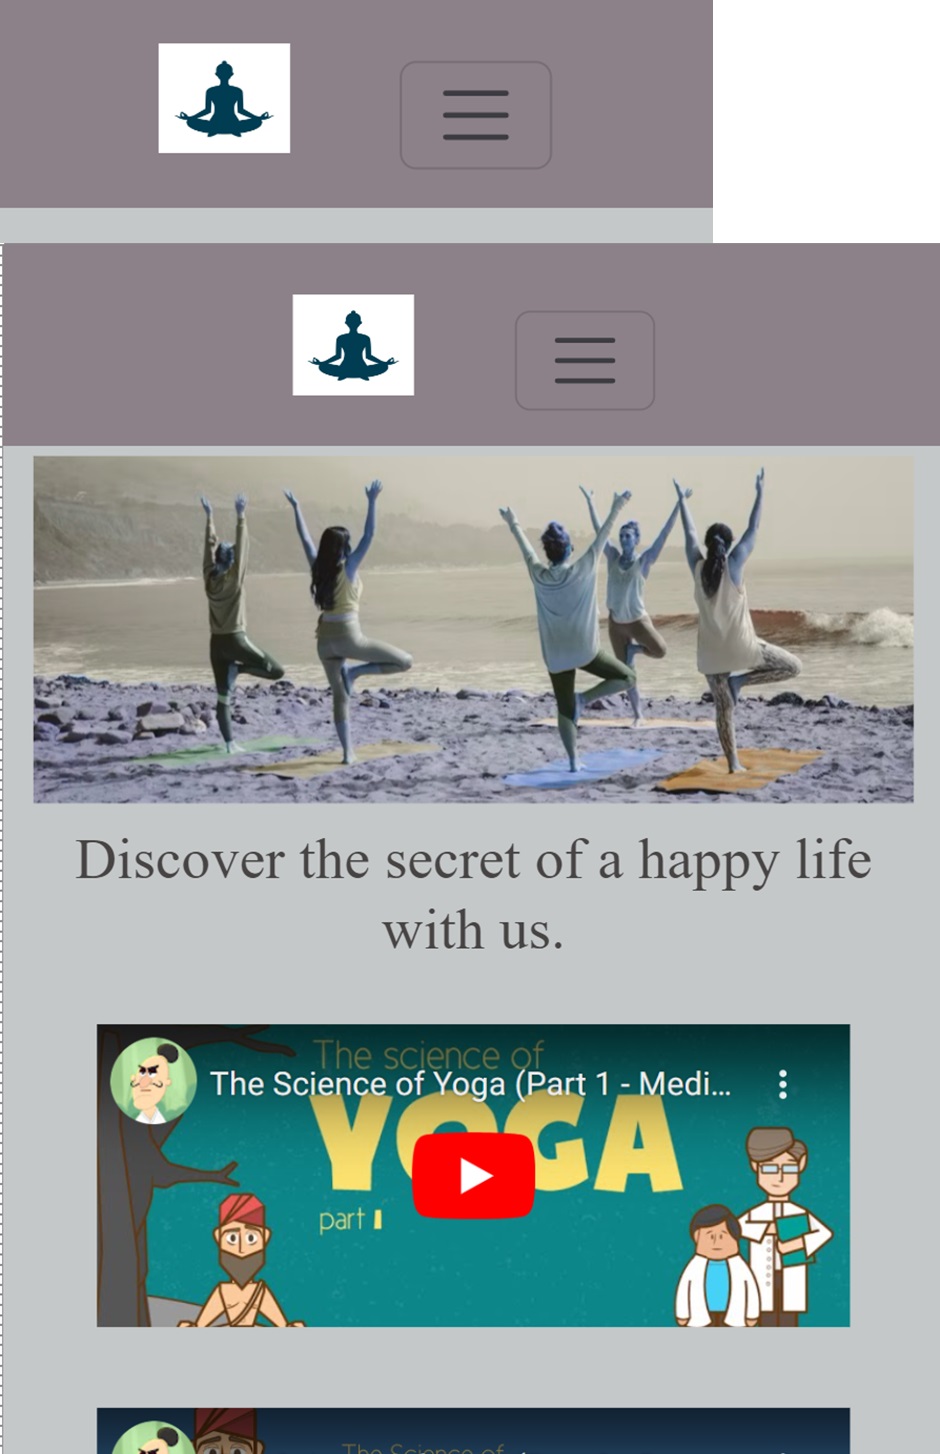 Discover the secret of a happy life
with us.
The science of
The Science of Yoga (Part 1 - Medi...
YOGA
part 1
The Science of